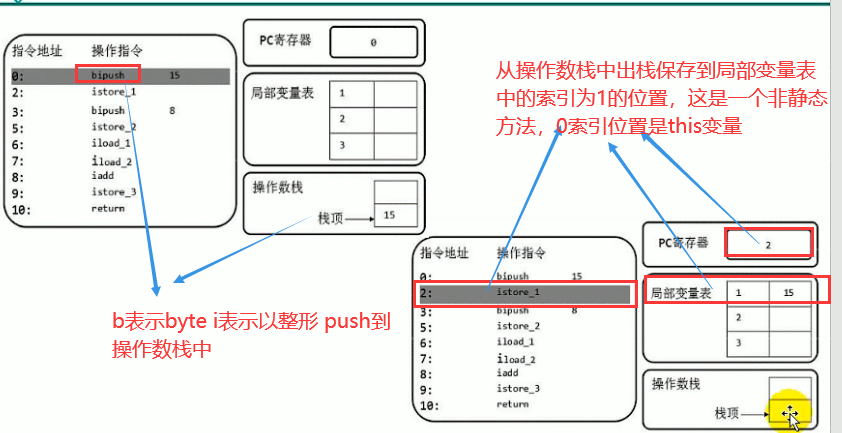 PC寄存器 0
指令地址 操作指令
0: bipush 15
2: istore_1
3: bipush 8
5: istore_2
6: iload_1
7: iload_2
8: iadd
9: istore_3
10: return
局部变量表 1
2
3
操作数栈
栈顶 15
从操作数栈中出栈保存到局部变量表
中的索引为1的位置，这是一个非静态
方法，0索引位置是this变量
b表示byte i表示以整形 push到
操作数栈中
PC寄存器 2
指令地址 操作指令
0: bipush 15
2: istore_1
3: bipush 8
5: istore_2
6: iload_1
7: iload_2
8: iadd
9: istore_3
10: return
局部变量表 1 15
2
3
操作数栈
栈顶